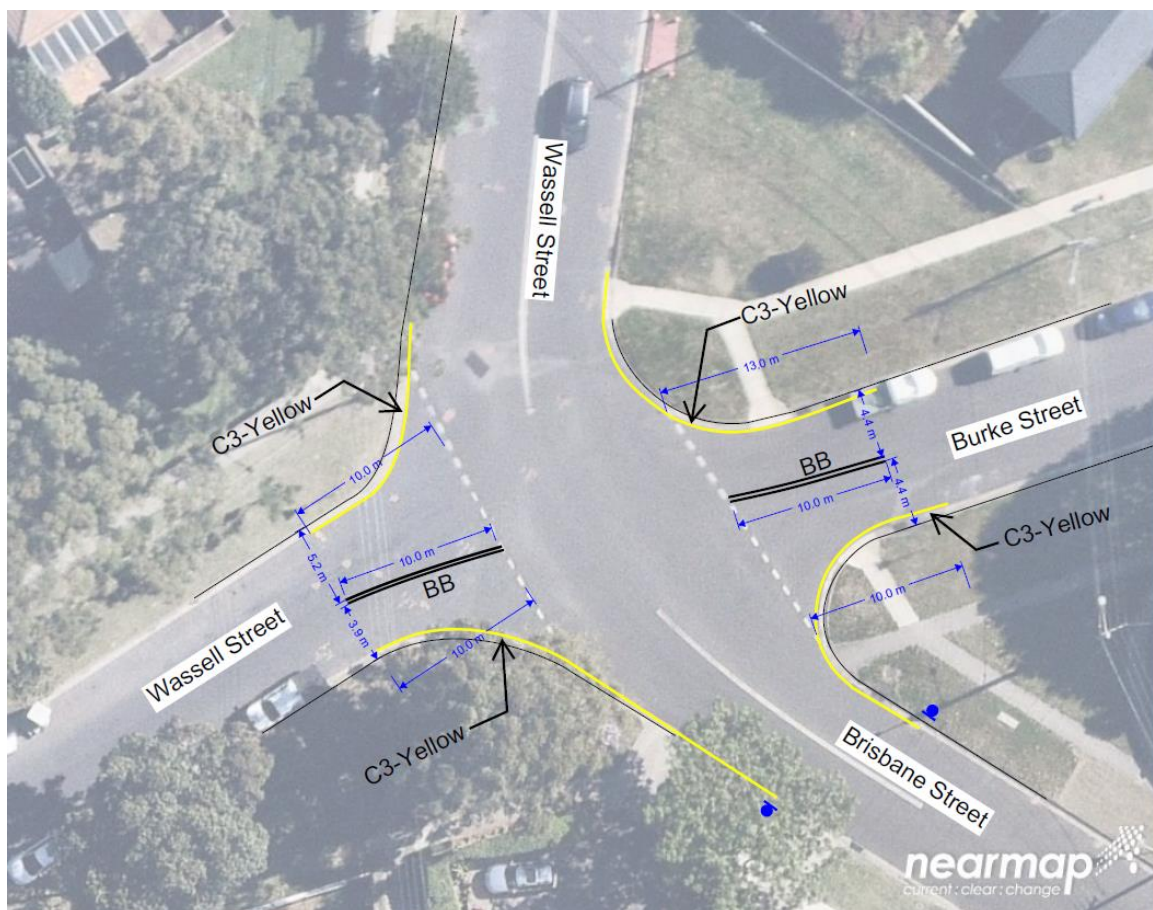 Wassell Street
C3-Yellow
13.0 m
C3-Yellow
10.0 m
4.4 m
Burke Street
BB
10.0 m
4.4 m
C3-Yellow
5.2 m
10.0 m
BB
10.0 m
3.9 m
10.0 m
Wassell Street
C3-Yellow
Brisbane Street
nearmap
current : clear : change